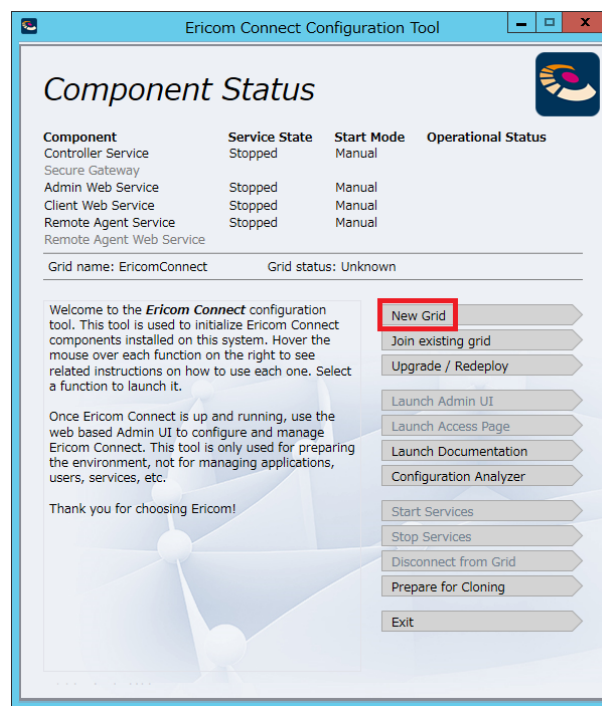 Ericom Connect Configuration Tool
Component Status
Component Service State Start Mode Operational Status
Controller Service Stopped Manual
Secure Gateway
Admin Web Service Stopped Manual
Client Web Service Stopped Manual
Remote Agent Service Stopped Manual
Remote Agent Web Service
Grid name: EricomConnect Grid status: Unknown
Welcome to the Ericom Connect configuration
tool. This tool is used to initialize Ericom Connect
components installed on this system. Hover the
mouse over each function on the right to see
related instructions on how to use each one. Select
a function to launch it.
Once Ericom Connect is up and running, use the
web based Admin UI to configure and manage
Ericom Connect. This tool is only used for preparing
the environment, not for managing applications,
users, services, etc.
Thank you for choosing Ericom!
New Grid
Join existing grid
Upgrade / Redeploy
Launch Admin UI
Launch Access Page
Launch Documentation
Configuration Analyzer
Start Services
Stop Services
Disconnect from Grid
Prepare for Cloning
Exit